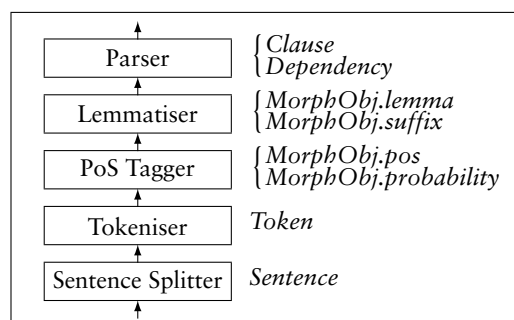 Parser
Clause
Dependency
Lemmatiser
MorphObj.lemma
MorphObj.suffix
PoS Tagger
MorphObj.pos
MorphObj.probability
Tokeniser
Token
Sentence Splitter
Sentence